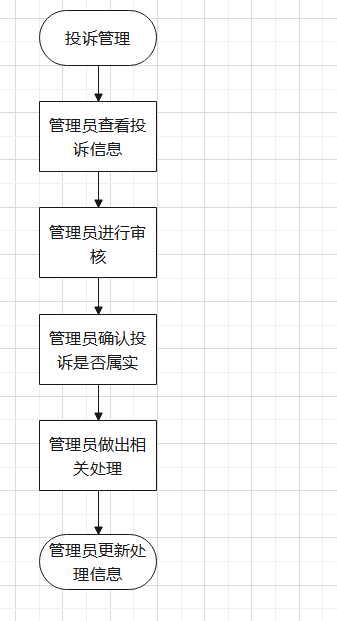 投诉管理
管理员查看投
诉信息
管理员进行审
核
管理员确认投
诉是否属实
管理员做出相
关处理
管理员更新处
理信息